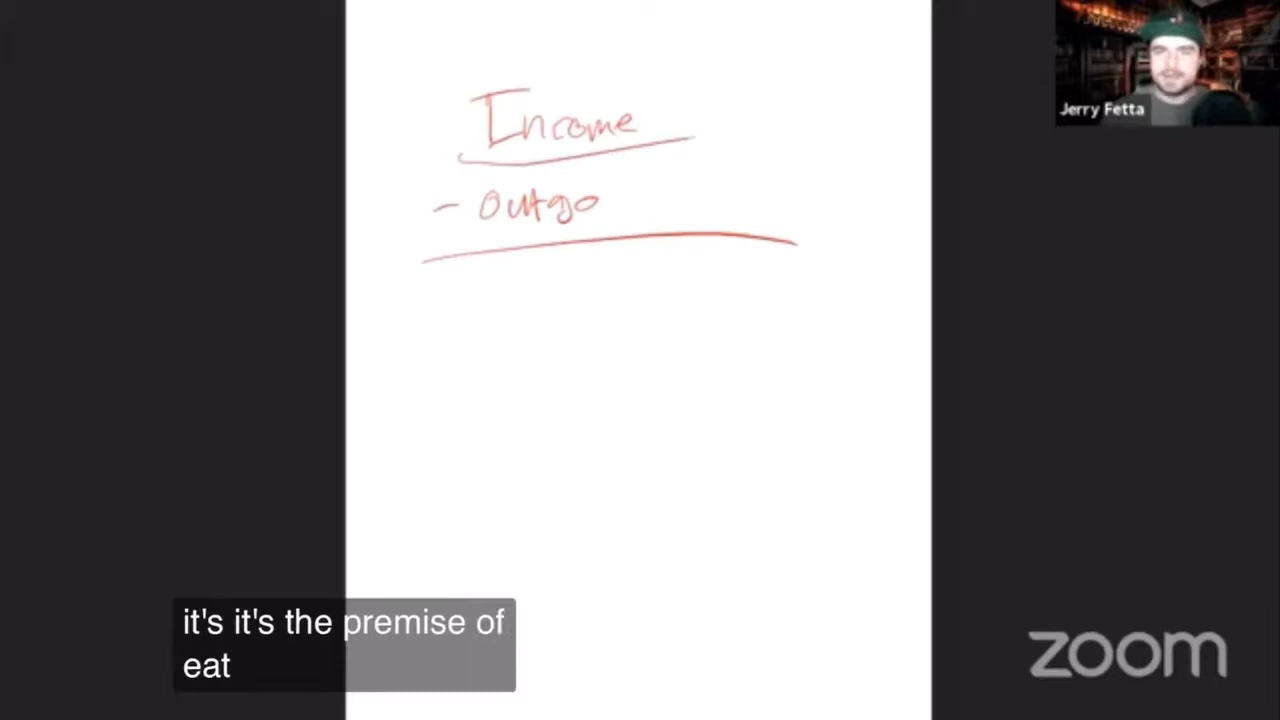 Income
- Outgo
Jerry Fetta
it's it's the premise of
eat
zoom